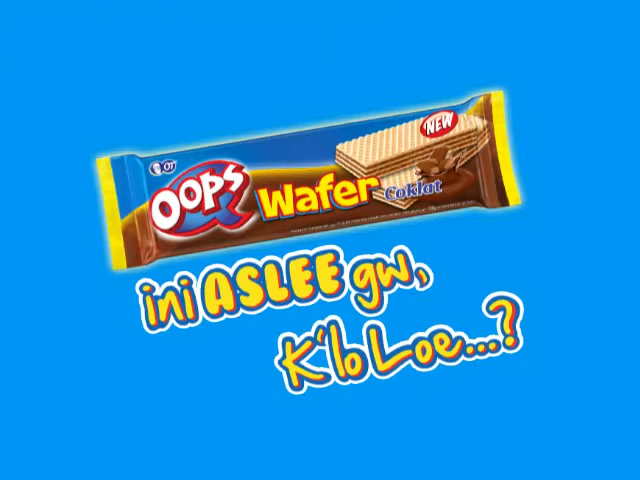 NEW
OT
OOPS
Wafer Coklat
ini ASLEE gw,
K'lo Loe...?